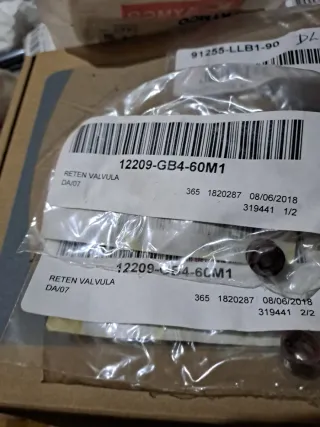 91255-LLB1-90
12209-GB4-60M1
RETEN VALVULA
DA/07
365 1820287 08/06/2018
319441 1/2
12209-GB4-60M1
RETEN VALVULA
DA/07
365 1820287 08/06/2018
319441 2/2